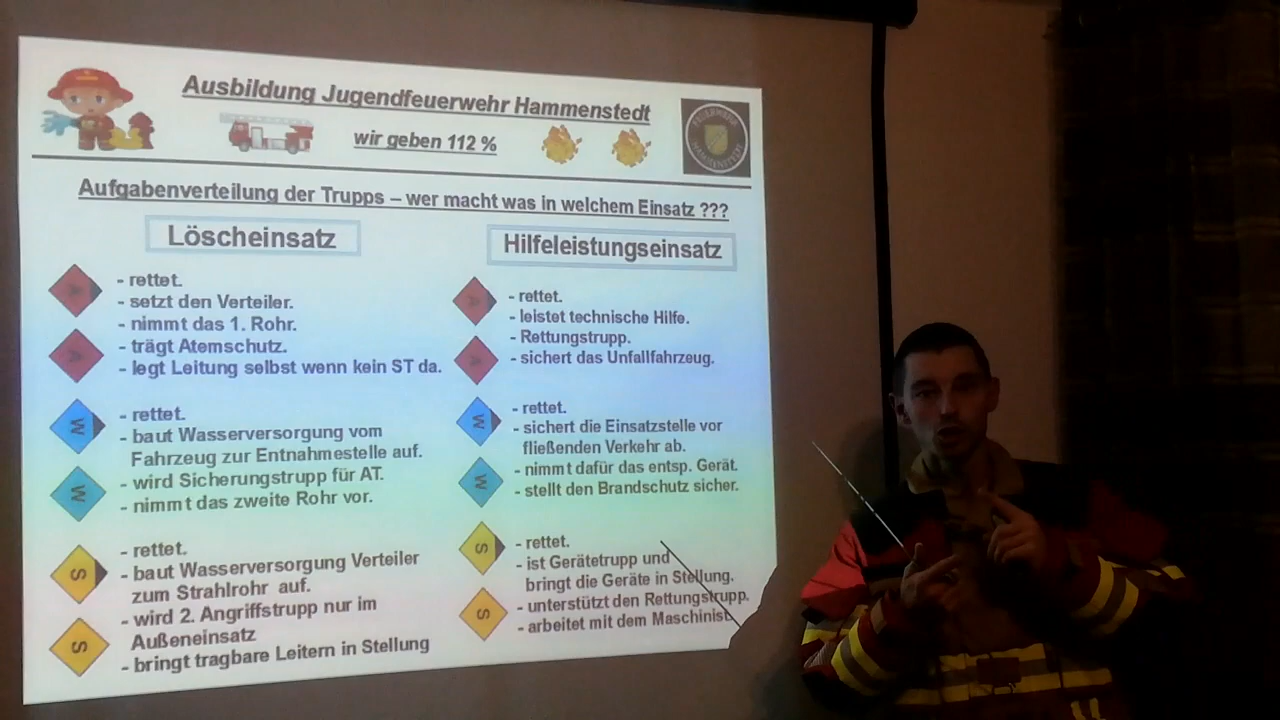 Ausbildung Jugendfeuerwehr Hammenstedt
wir geben 112 %
FEUERWEHR
HAMMENSTEDT
Aufgabenverteilung der Trupps – wer macht was in welchem Einsatz ???
Löscheinsatz
A
A
- rettet.
- setzt den Verteiler.
- nimmt das 1. Rohr.
- trägt Atemschutz.
- legt Leitung selbst wenn kein ST da.
W
W
- rettet.
- baut Wasserversorgung vom
Fahrzeug zur Entnahmestelle auf.
- wird Sicherungstrupp für AT.
- nimmt das zweite Rohr vor.
S
S
- rettet.
- baut Wasserversorgung Verteiler
zum Strahlrohr auf.
- wird 2. Angriffstrupp nur im
Außeneinsatz
- bringt tragbare Leitern in Stellung
Hilfeleistungseinsatz
A
A
- rettet.
- leistet technische Hilfe.
- Rettungstrupp.
- sichert das Unfallfahrzeug.
W
W
- rettet.
- sichert die Einsatzstelle vor
fließenden Verkehr ab.
- nimmt dafür das entsp. Gerät.
- stellt den Brandschutz sicher.
S
S
- rettet.
- ist Gerätetrupp und
bringt die Geräte in Stellung.
- unterstützt den Rettungstrupp.
- arbeitet mit dem Maschinist.